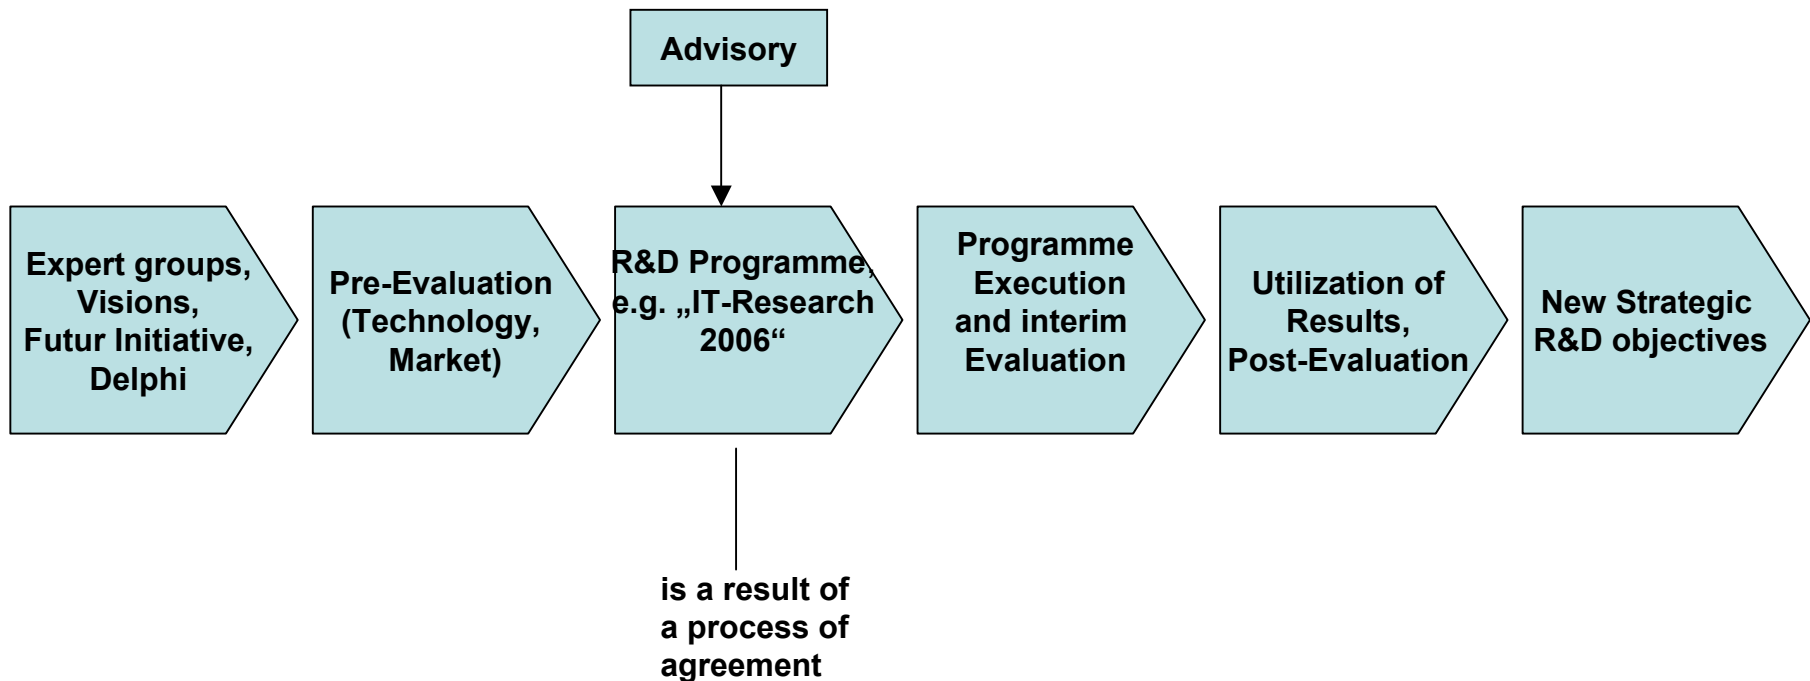 Advisory
Expert groups,
Visions,
Futur Initiative,
Delphi
Pre-Evaluation
(Technology,
Market)
R&D Programme,
e.g. „IT-Research
2006“
Programme
Execution
and interim
Evaluation
Utilization of
Results,
Post-Evaluation
New Strategic
R&D objectives
is a result of
a process of
agreement